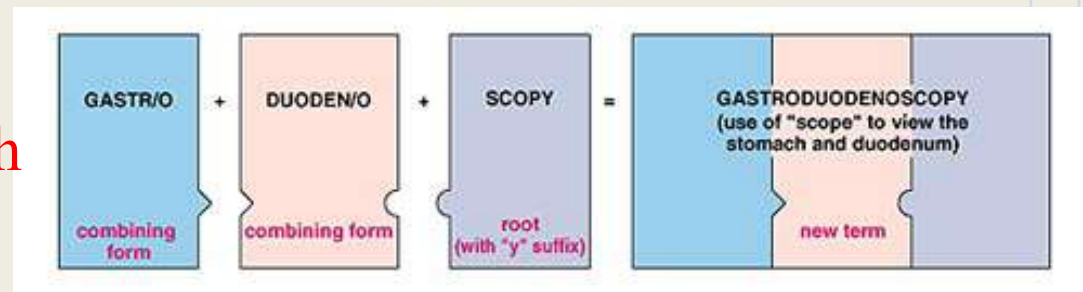 GASTR/O + DUODEN/O + SCOPY = GASTRODUODENOSCOPY
(use of "scope" to view the
stomach and duodenum)
h
combining
form
combining form
root
(with "y" suffix)
new term